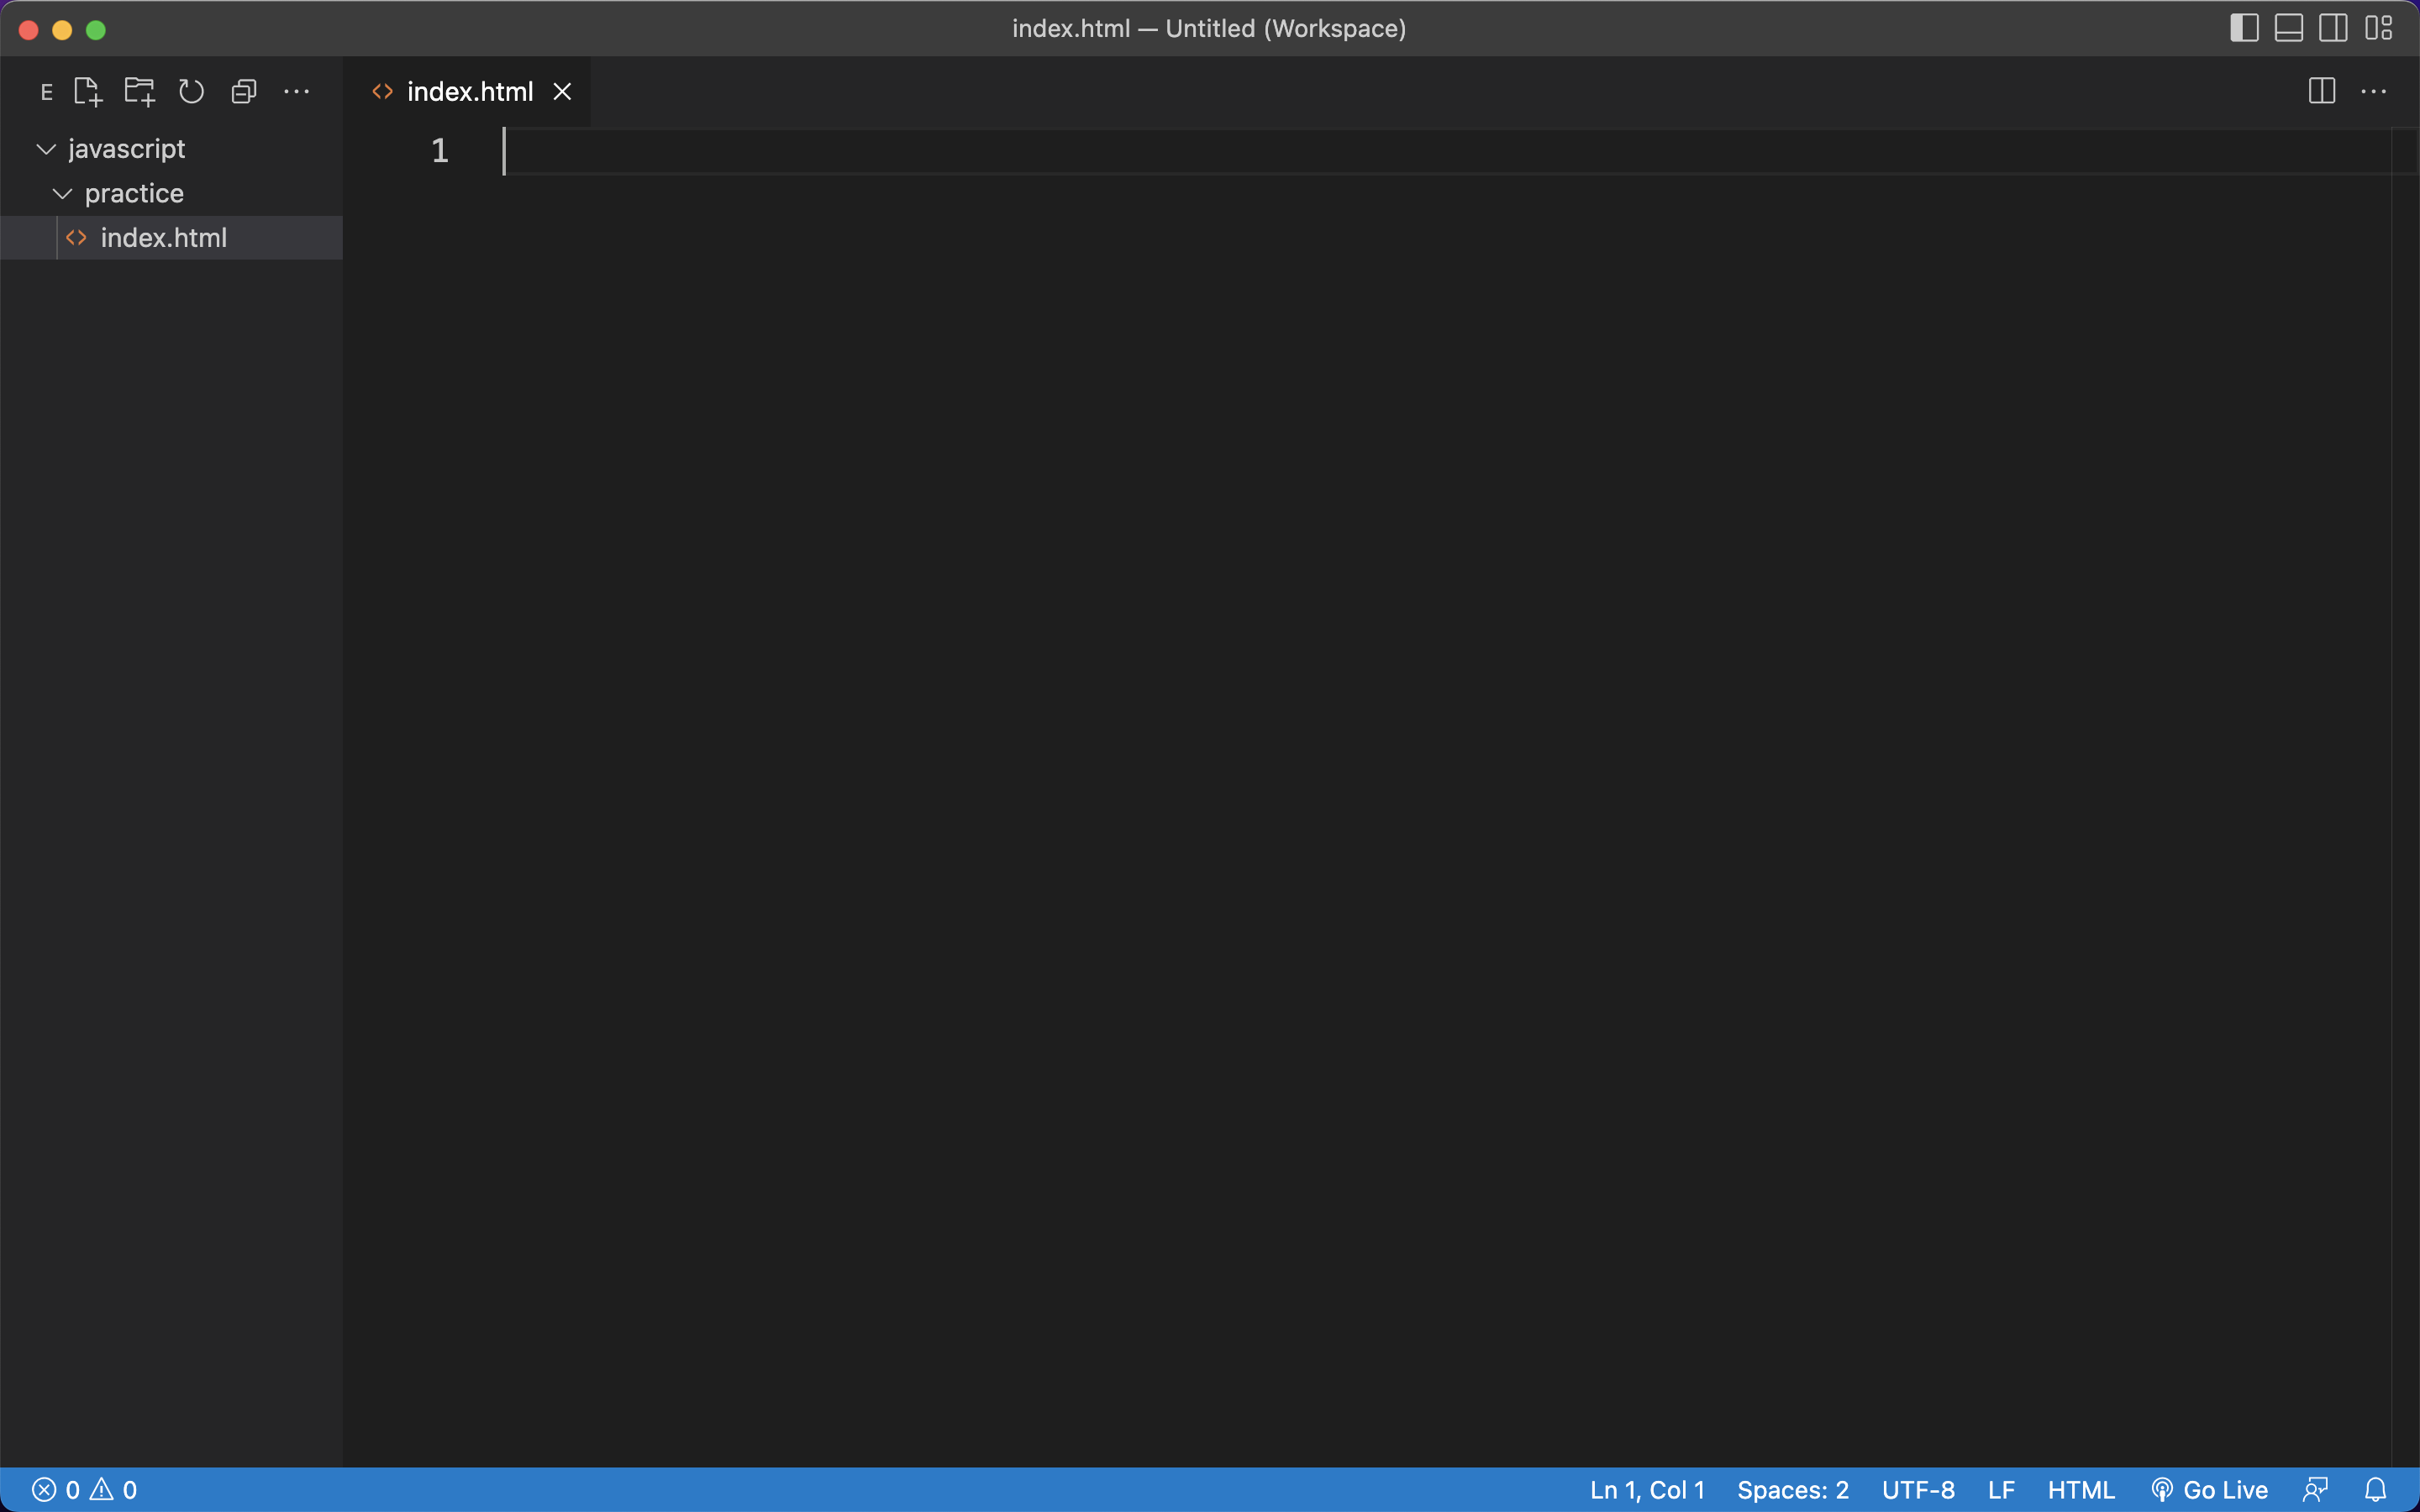 index.html — Untitled (Workspace)
E
index.html
javascript
1
practice
index.html
0 0
Ln 1, Col 1 Spaces: 2 UTF-8 LF HTML Go Live